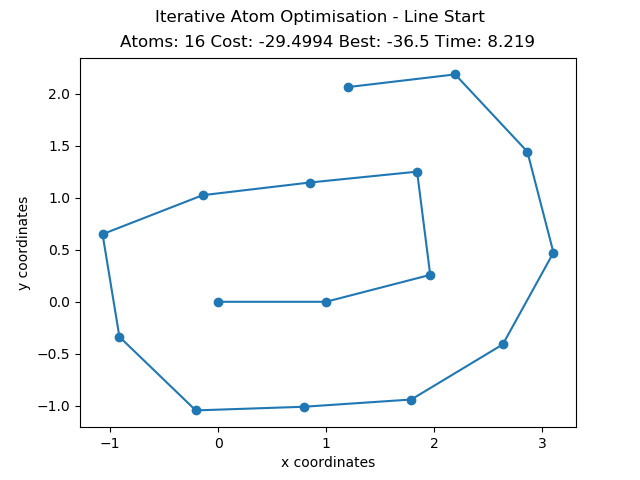 Iterative Atom Optimisation - Line Start
Atoms: 16 Cost: -29.4994 Best: -36.5 Time: 8.219
2.0
1.5
1.0
0.5
0.0
−0.5
−1.0
y coordinates
−1 0 1 2 3
x coordinates